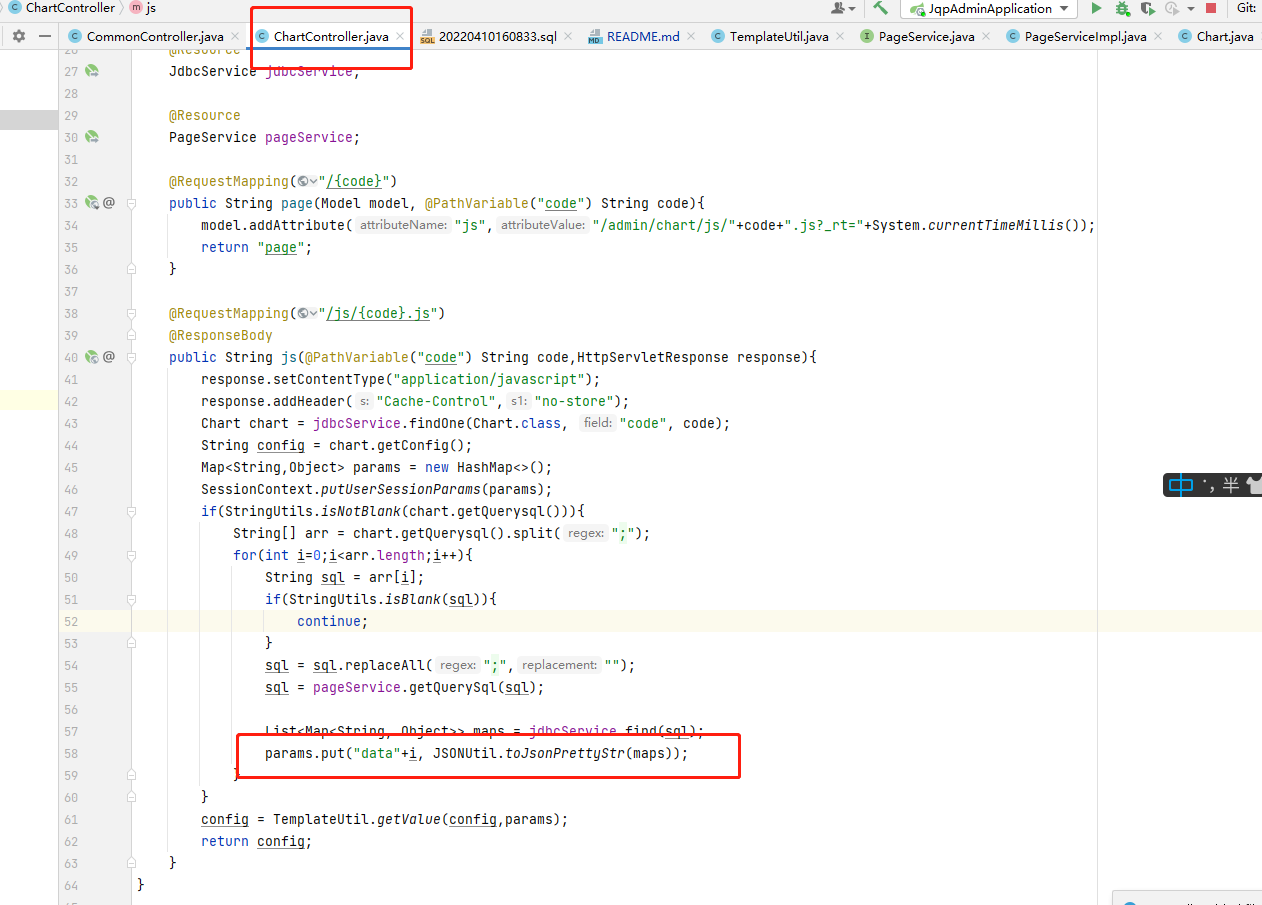 ChartController js JqpAdminApplication Git:
CommonController.java ChartController.java 20220410160833.sql README.md TemplateUtil.java PageService.java PageServiceImpl.java Chart.java
26 @Resource
27 JdbcService jdbcService;
28
29 @Resource
30 PageService pageService;
31
32 @RequestMapping("/{code}")
33 public String page(Model model, @PathVariable("code") String code){
34 model.addAttribute( attributeName: "js", attributeValue: "/admin/chart/js/"+code+".js?_rt="+System.currentTimeMillis());
35 return "page";
36 }
37
38 @RequestMapping("/js/{code}.js")
39 @ResponseBody
40 public String js(@PathVariable("code") String code,HttpServletResponse response){
41 response.setContentType("application/javascript");
42 response.addHeader( s: "Cache-Control", s1: "no-store");
43 Chart chart = jdbcService.findOne(Chart.class, field: "code", code);
44 String config = chart.getConfig();
45 Map<String,Object> params = new HashMap<>();
46 SessionContext.putUserSessionParams(params);
47 if(StringUtils.isNotBlank(chart.getQuerysql())){
48 String[] arr = chart.getQuerysql().split( regex: ";");
49 for(int i=0;i<arr.length;i++){
50 String sql = arr[i];
51 if(StringUtils.isBlank(sql)){
52 continue;
53 }
54 sql = sql.replaceAll( regex: ";", replacement: "");
55 sql = pageService.getQuerySql(sql);
56
57 List<Map<String, Object>> maps = jdbcService.find(sql);
58 params.put("data"+i, JSONUtil.toJsonPrettyStr(maps));
59 }
60 }
61 config = TemplateUtil.getValue(config,params);
62 return config;
63 }
64 }
中 半